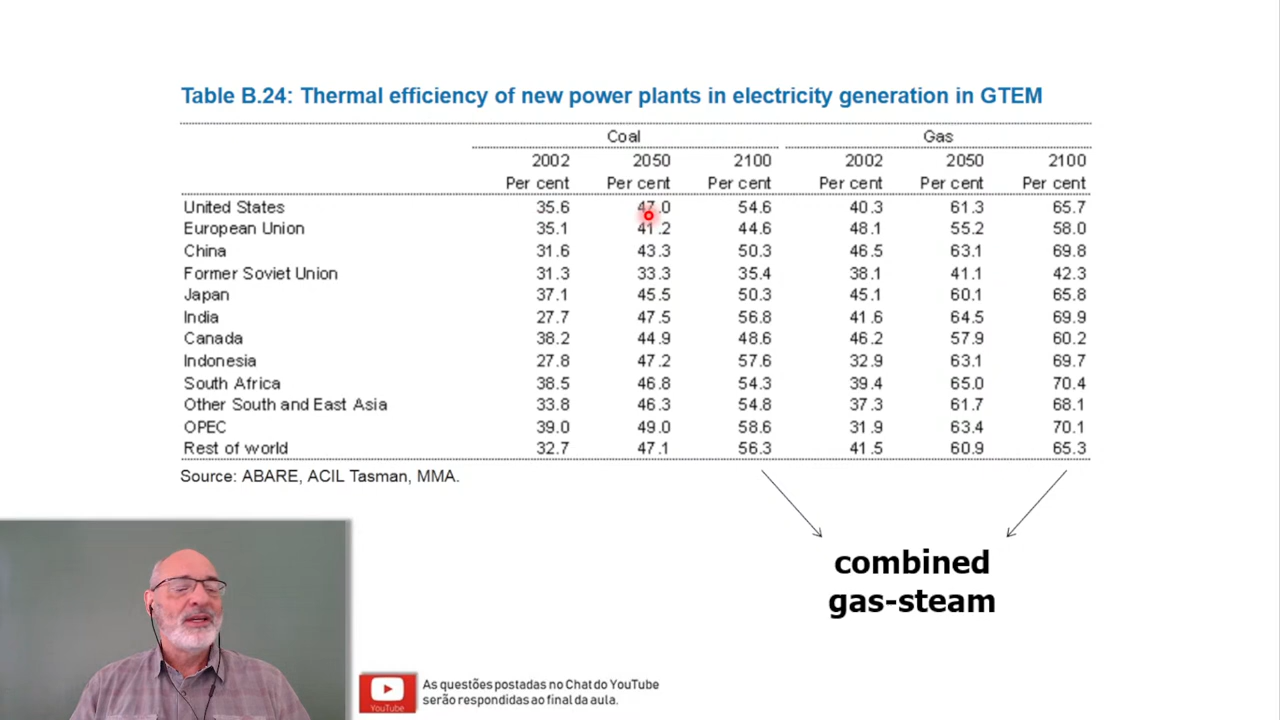 Table B.24: Thermal efficiency of new power plants in electricity generation in GTEM
Coal Gas
2002 2050 2100 2002 2050 2100
Per cent Per cent Per cent Per cent Per cent Per cent
United States 35.6 47.0 54.6 40.3 61.3 65.7
European Union 35.1 41.2 44.6 48.1 55.2 58.0
China 31.6 43.3 50.3 46.5 63.1 69.8
Former Soviet Union 31.3 33.3 35.4 38.1 41.1 42.3
Japan 37.1 45.5 50.3 45.1 60.1 65.8
India 27.7 47.5 56.8 41.6 64.5 69.9
Canada 38.2 44.9 48.6 46.2 57.9 60.2
Indonesia 27.8 47.2 57.6 32.9 63.1 69.7
South Africa 38.5 46.8 54.3 39.4 65.0 70.4
Other South and East Asia 33.8 46.3 54.8 37.3 61.7 68.1
OPEC 39.0 49.0 58.6 31.9 63.4 70.1
Rest of world 32.7 47.1 56.3 41.5 60.9 65.3
Source: ABARE, ACIL Tasman, MMA.
combined
gas-steam
As questões postadas no Chat do YouTube
serão respondidas ao final da aula.
YouTube